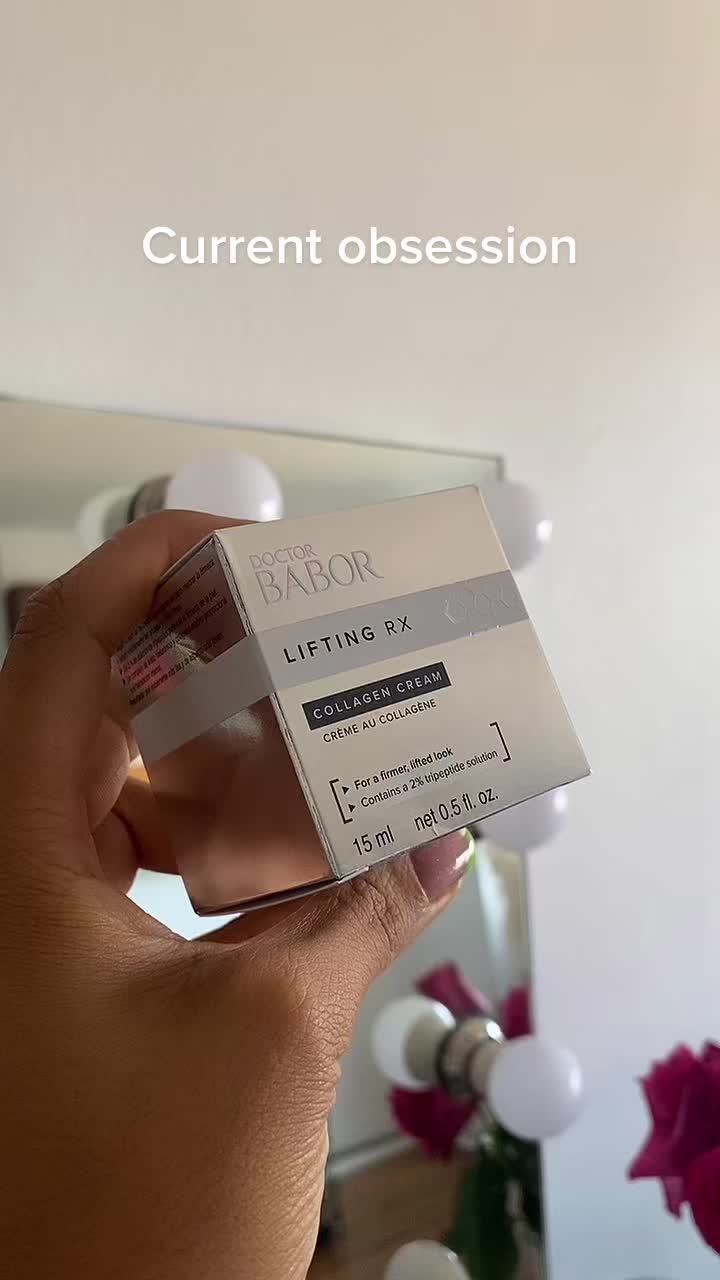 Current obsession
DOCTOR
BABOR
LIFTING RX
COLLAGEN CREAM
CRÈME AU COLLAGÈNE
For a firmer, lifted look
Contains a 2% tripeptide solution
15 ml net 0.5 fl. oz.